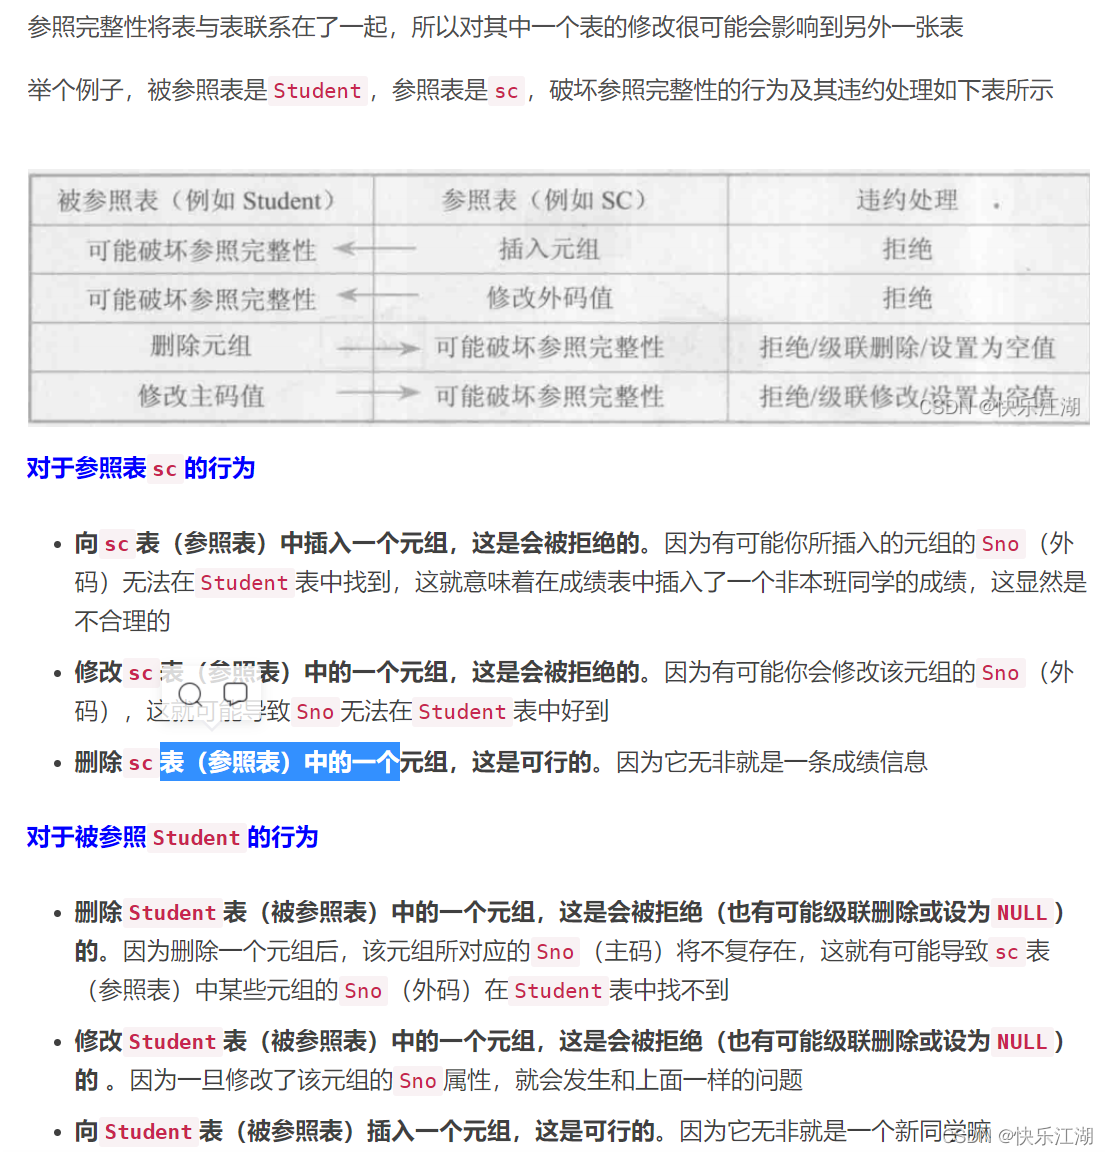 参照完整性将表与表联系在了一起，所以对其中一个表的修改很可能会影响到另外一张表
举个例子，被参照表是 Student，参照表是 sc，破坏参照完整性的行为及其违约处理如下表所示
被参照表（例如 Student） 参照表（例如 SC） 违约处理
可能破坏参照完整性 插入元组 拒绝
可能破坏参照完整性 修改外码值 拒绝
删除元组 可能破坏参照完整性 拒绝/级联删除/设置为空值
修改主码值 可能破坏参照完整性 拒绝/级联修改/设置为空值
CSDN @快乐江湖
对于参照表 sc 的行为
• 向 sc 表（参照表）中插入一个元组，这是会被拒绝的。因为有可能你所插入的元组的 Sno（外
码）无法在 Student 表中找到，这就意味着在成绩表中插入了一个非本班同学的成绩，这显然是
不合理的
• 修改 sc 表（参照表）中的一个元组，这是会被拒绝的。因为有可能你会修改该元组的 Sno（外
码），这就可能导致 Sno 无法在 Student 表中好到
• 删除 sc 表（参照表）中的一个元组，这是可行的。因为它无非就是一条成绩信息
对于被参照 Student 的行为
• 删除 Student 表（被参照表）中的一个元组，这是会被拒绝（也有可能级联删除或设为 NULL）
的。因为删除一个元组后，该元组所对应的 Sno（主码）将不复存在，这就有可能导致 sc 表
（参照表）中某些元组的 Sno（外码）在 Student 表中找不到
• 修改 Student 表（被参照表）中的一个元组，这是会被拒绝（也有可能级联删除或设为 NULL）
的 。因为一旦修改了该元组的 Sno 属性，就会发生和上面一样的问题
• 向 Student 表（被参照表）插入一个元组，这是可行的。因为它无非就是一个新同学嘛
CSDN @快乐江湖